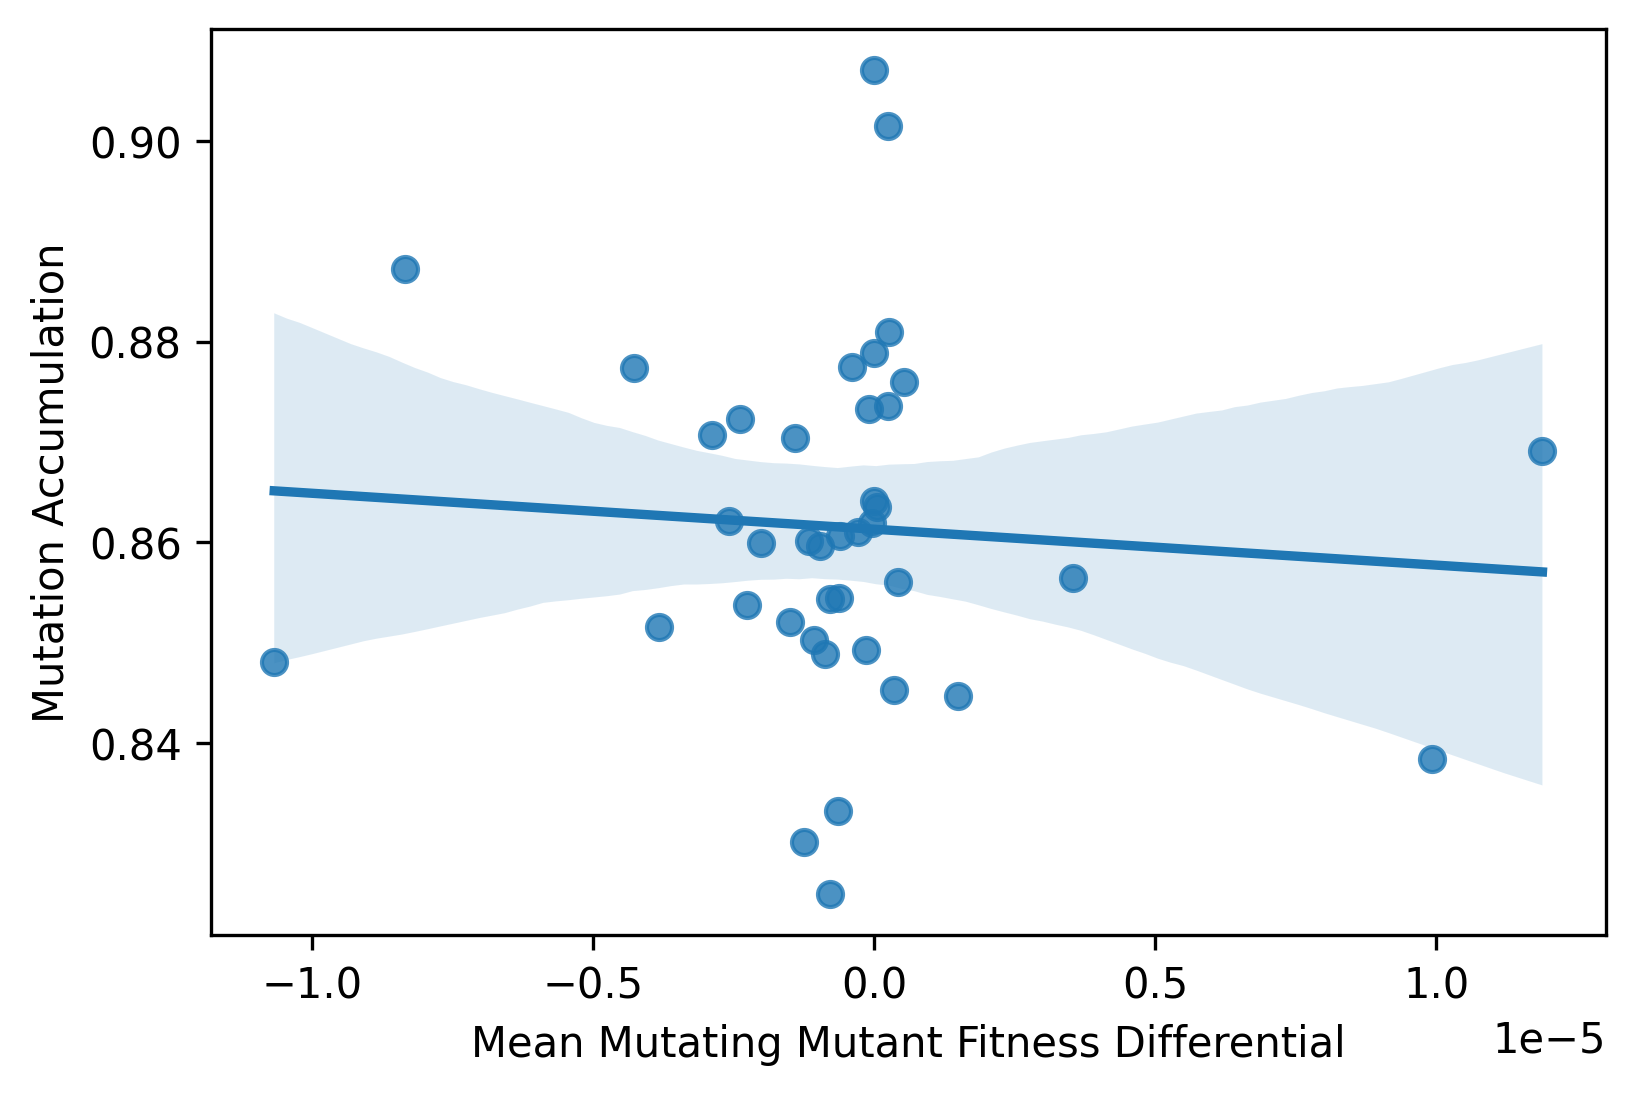 0.90
0.88
0.86
0.84
Mutation Accumulation
−1.0 −0.5 0.0 0.5 1.0
1e−5
Mean Mutating Mutant Fitness Differential